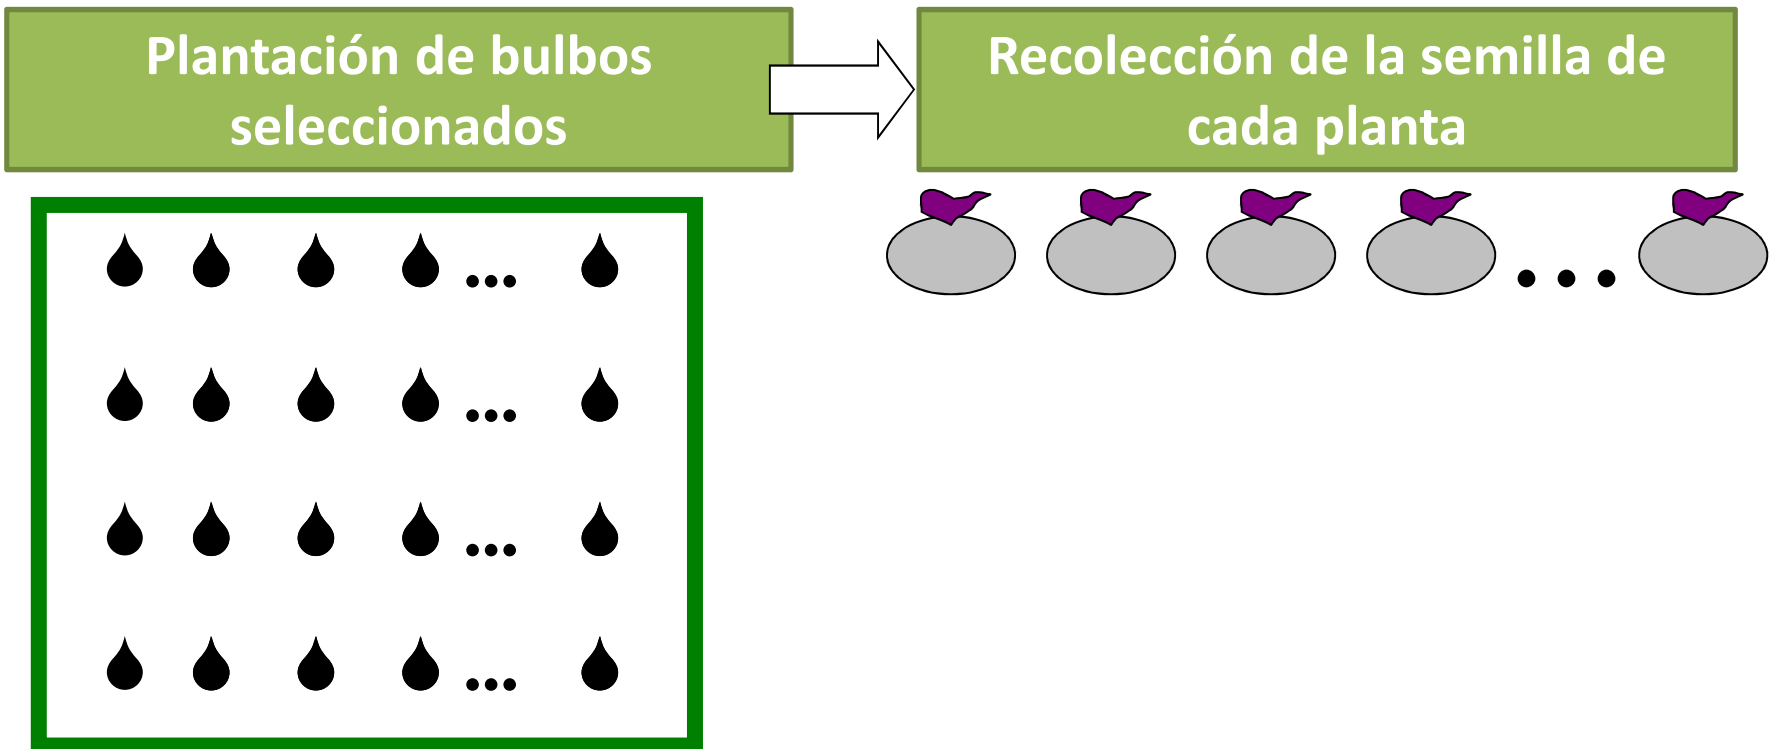 Plantación de bulbos
seleccionados
Recolección de la semilla de
cada planta